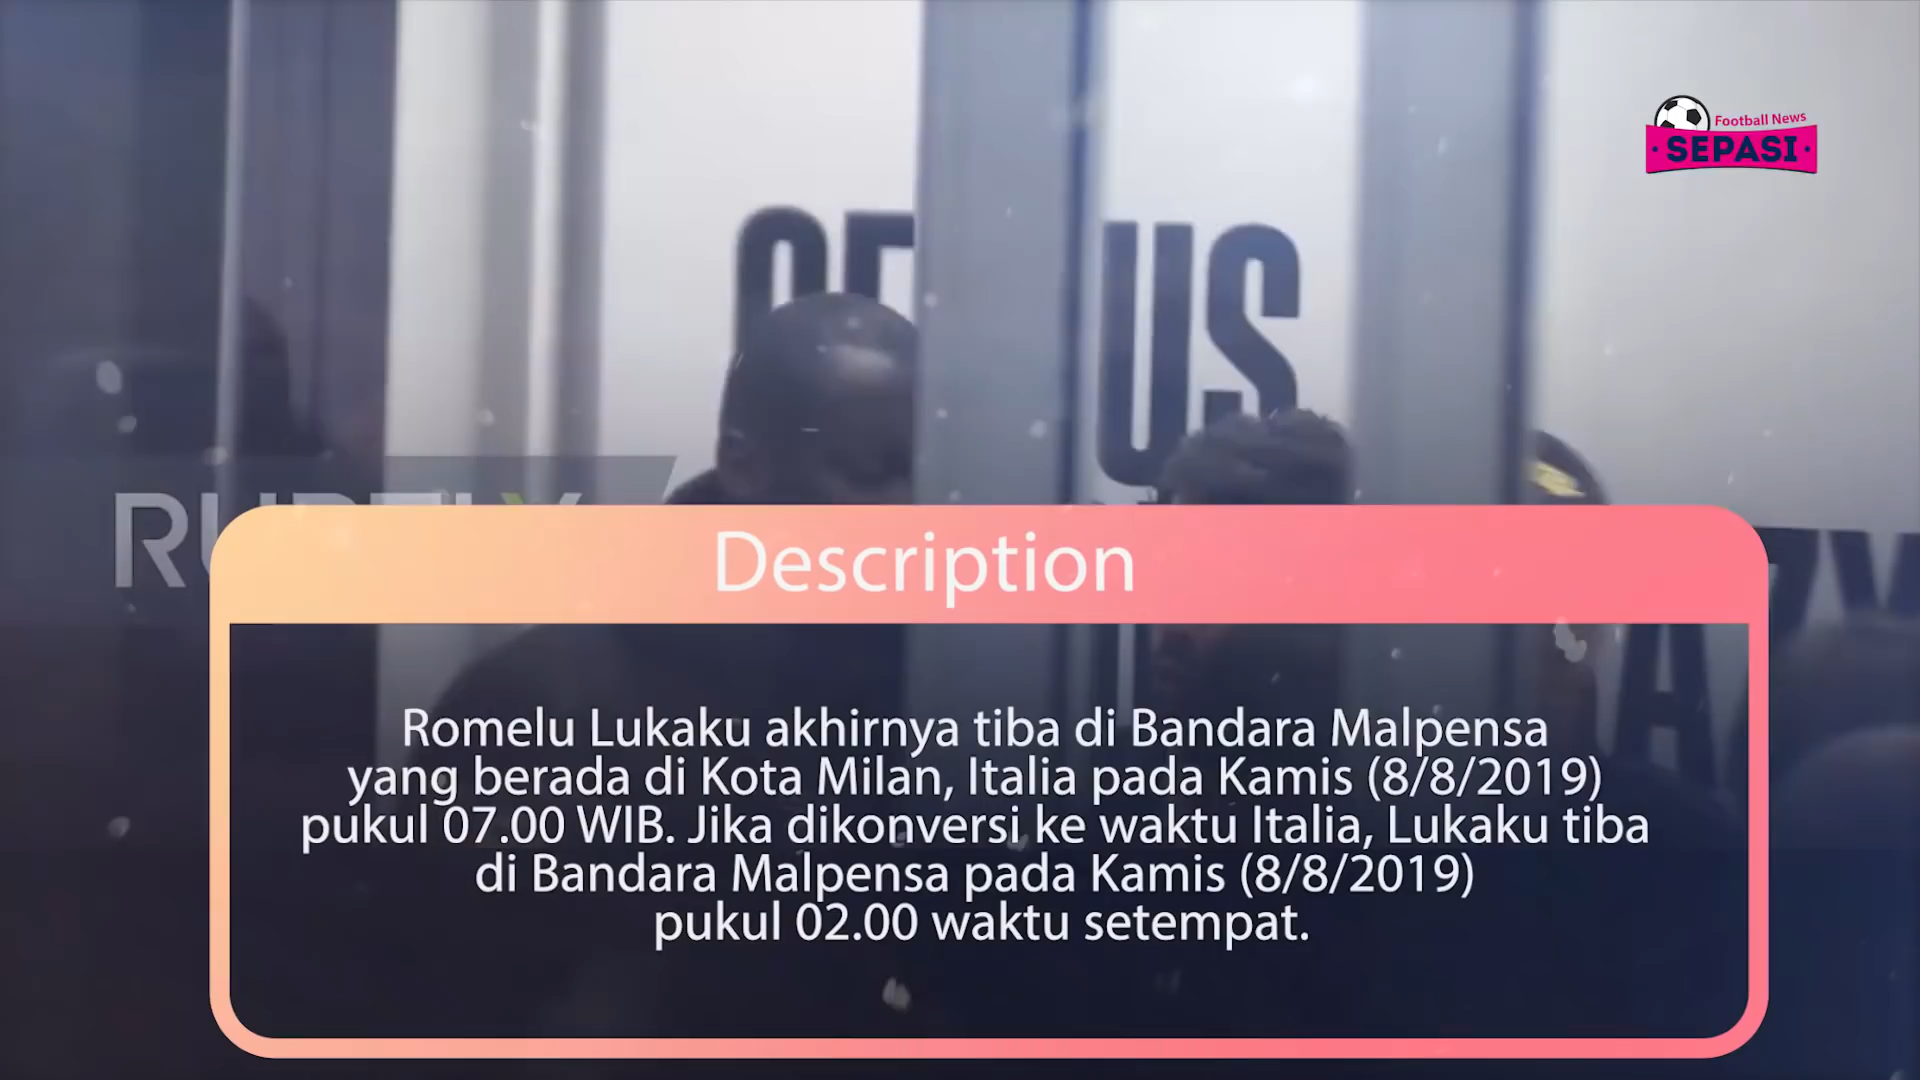 Football News
SEPASI
US
Description
Romelu Lukaku akhirnya tiba di Bandara Malpensa
yang berada di Kota Milan, Italia pada Kamis (8/8/2019)
pukul 07.00 WIB. Jika dikonversi ke waktu Italia, Lukaku tiba
di Bandara Malpensa pada Kamis (8/8/2019)
pukul 02.00 waktu setempat.